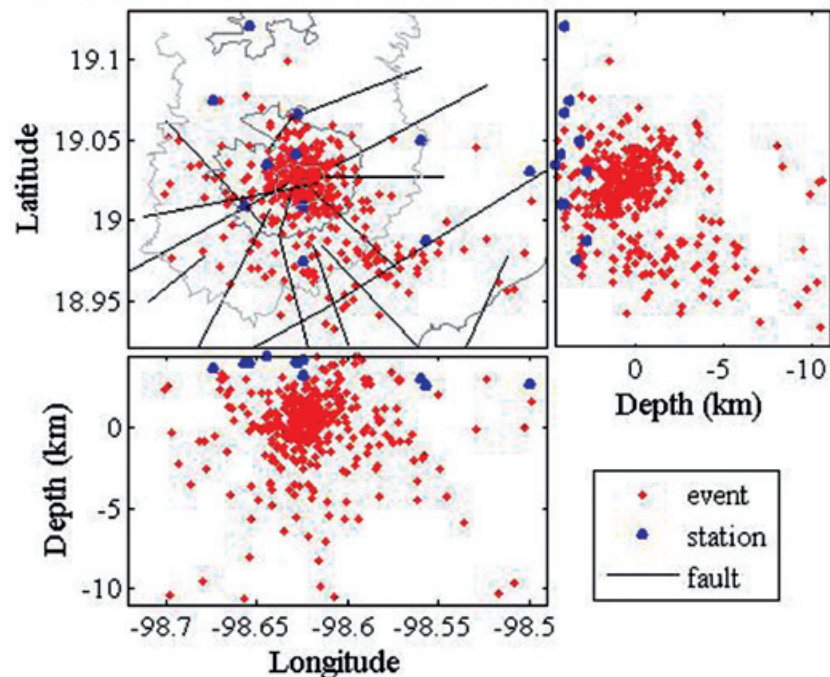 19.1
19.05
19
18.95
Latitude
0
-5
-10
Depth (km)
0
-5
-10
Depth (km)
-98.7
-98.65
-98.6
-98.55
-98.5
Longitude
event
station
fault